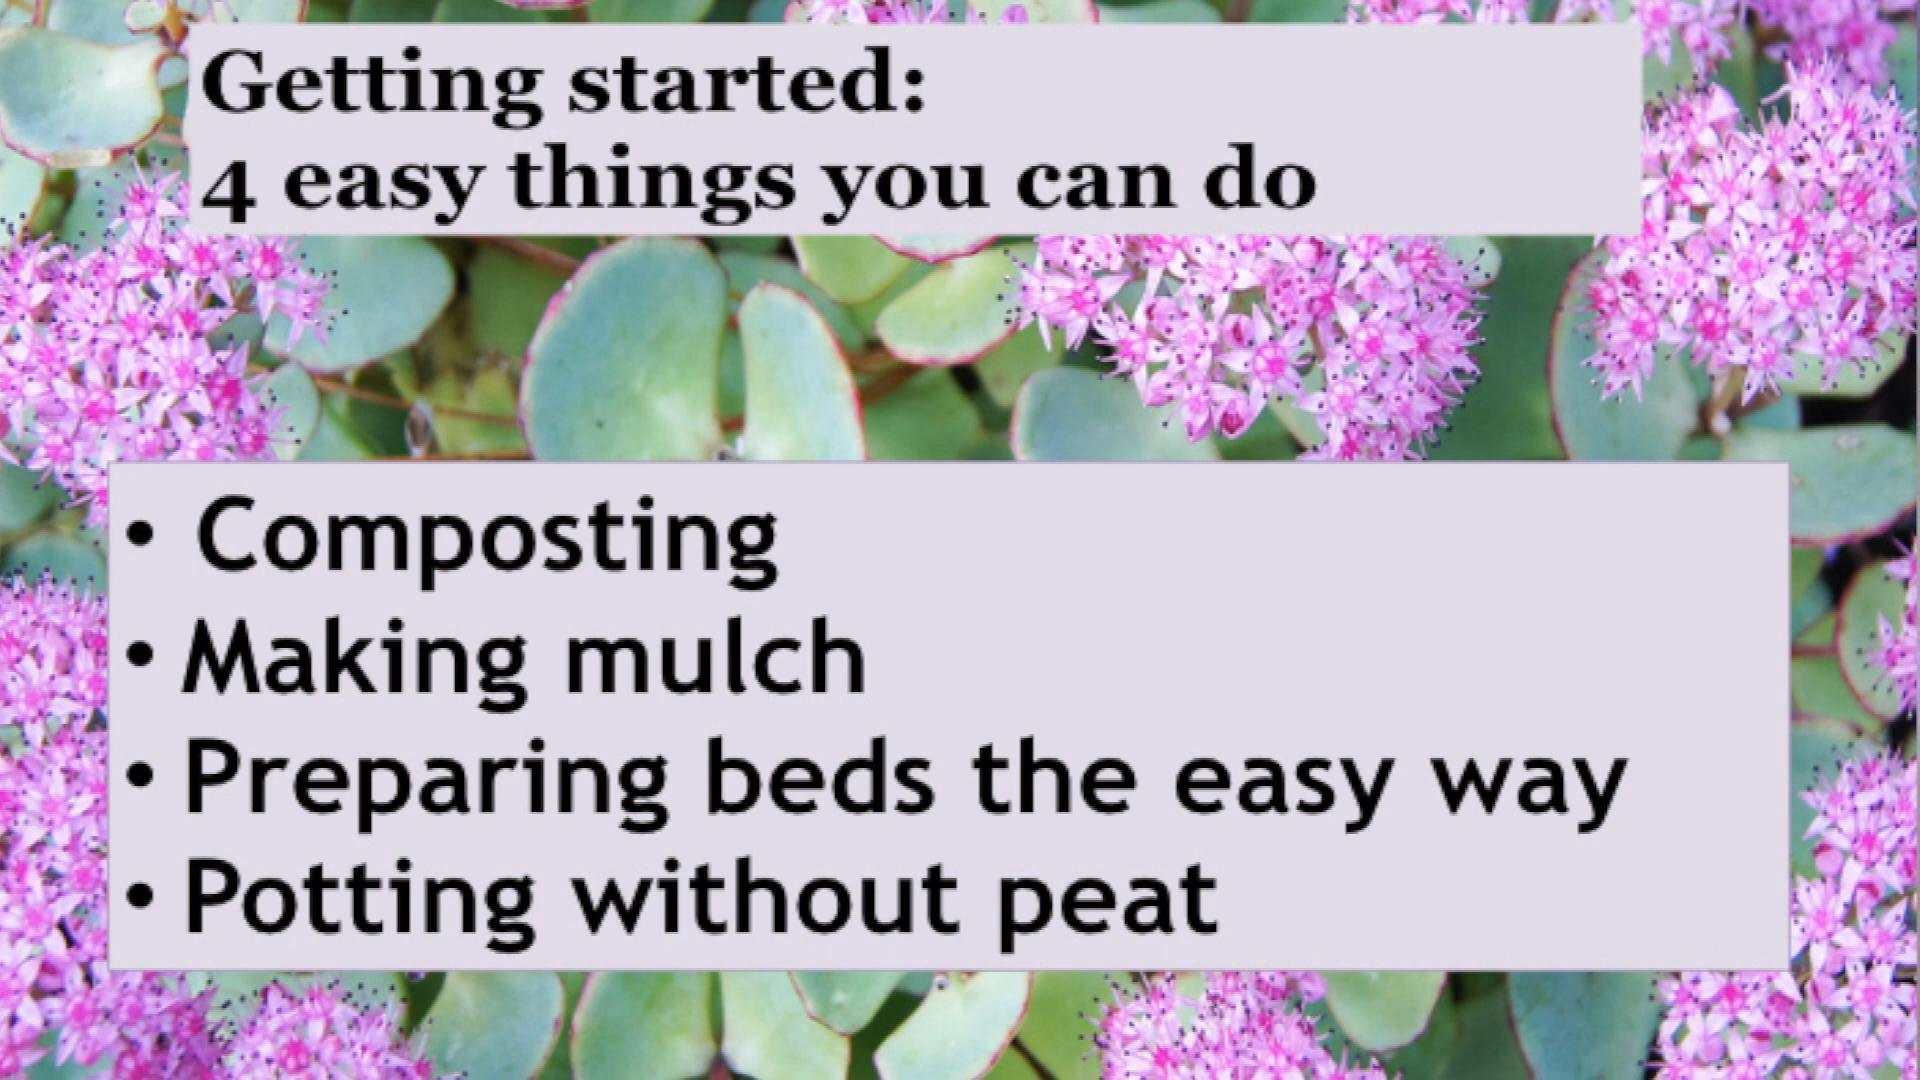 Getting started:
4 easy things you can do
• Composting
• Making mulch
• Preparing beds the easy way
• Potting without peat